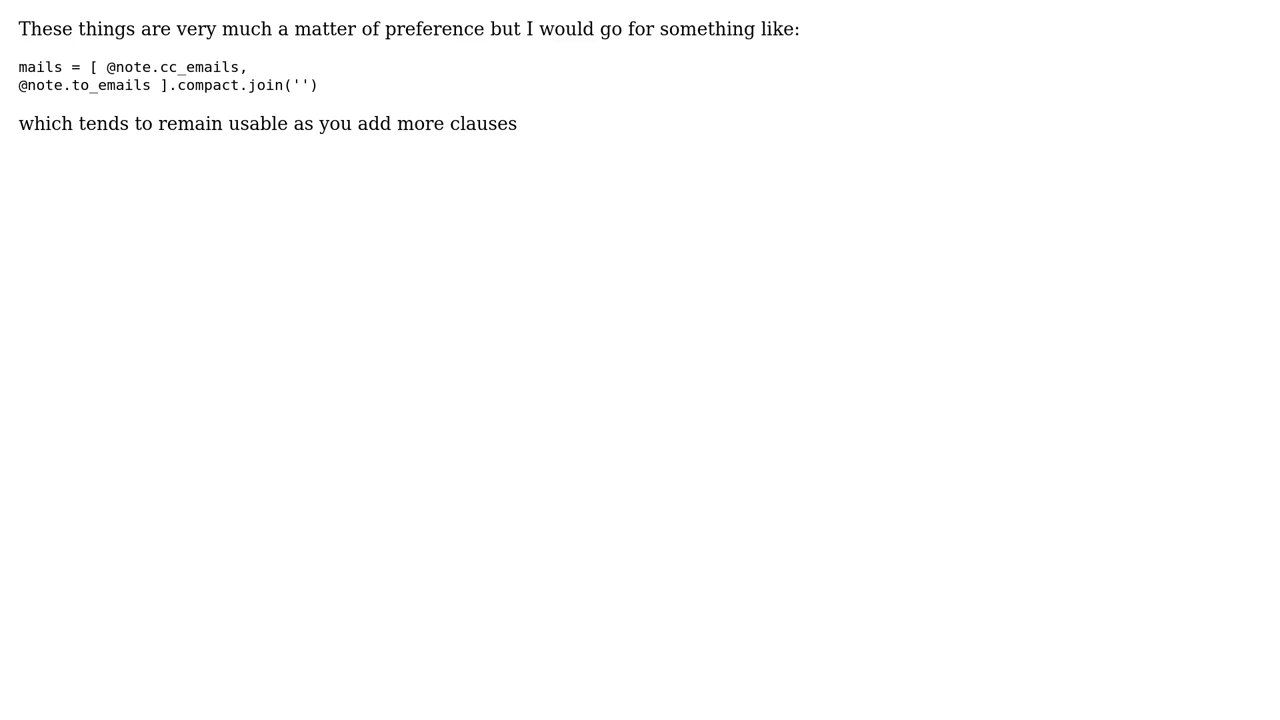 These things are very much a matter of preference but I would go for something like:
mails = [ @note.cc_emails,
@note.to_emails ].compact.join('')
which tends to remain usable as you add more clauses